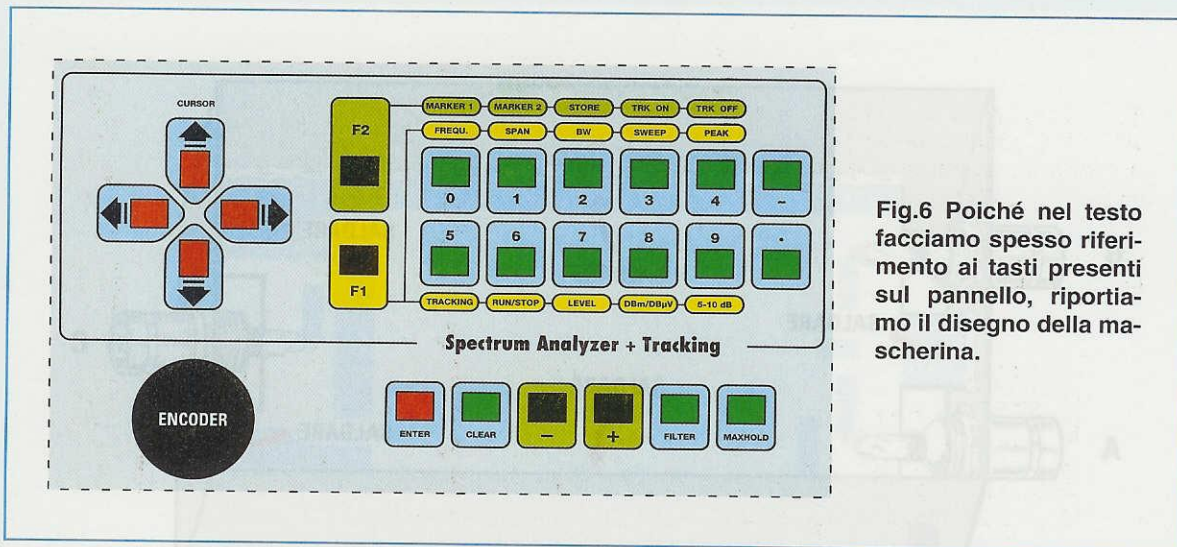 CURSOR
F2
MARKER 1 MARKER 2 STORE TRK ON TRK OFF
FREQU. SPAN BW SWEEP PEAK
0 1 2 3 4 ~
F1
5 6 7 8 9 .
TRACKING RUN/STOP LEVEL DBm/DBµV 5-10 dB
Spectrum Analyzer + Tracking
ENCODER
ENTER CLEAR – + FILTER MAXHOLD
Fig.6 Poiché nel testo
facciamo spesso riferi-
mento ai tasti presenti
sul pannello, riportia-
mo il disegno della ma-
scherina.